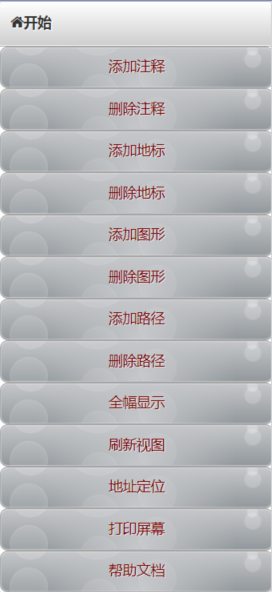 开始
添加注释
删除注释
添加地标
删除地标
添加图形
删除图形
添加路径
删除路径
全幅显示
刷新视图
地址定位
打印屏幕
帮助文档